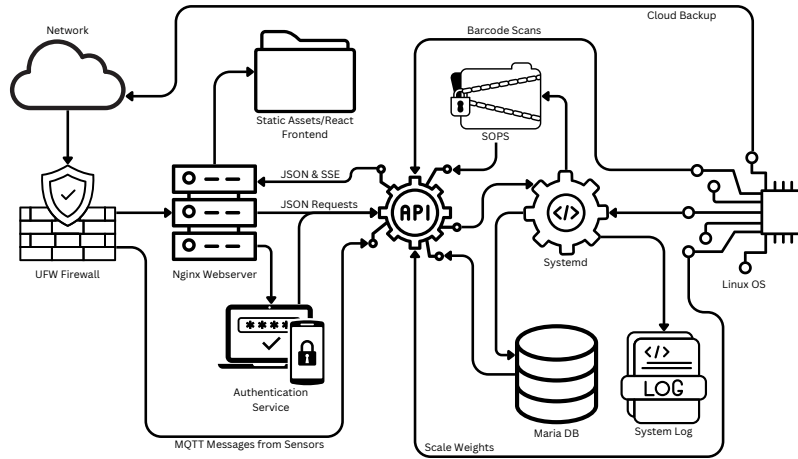 Cloud Backup
Network
Barcode Scans
Static Assets/React
Frontend
SOPS
JSON & SSE
API
</>
JSON Requests
UFW Firewall
Nginx Webserver
Systemd
Linux OS
****
</>
LOG
Authentication
Service
Maria DB
System Log
MQTT Messages from Sensors
Scale Weights